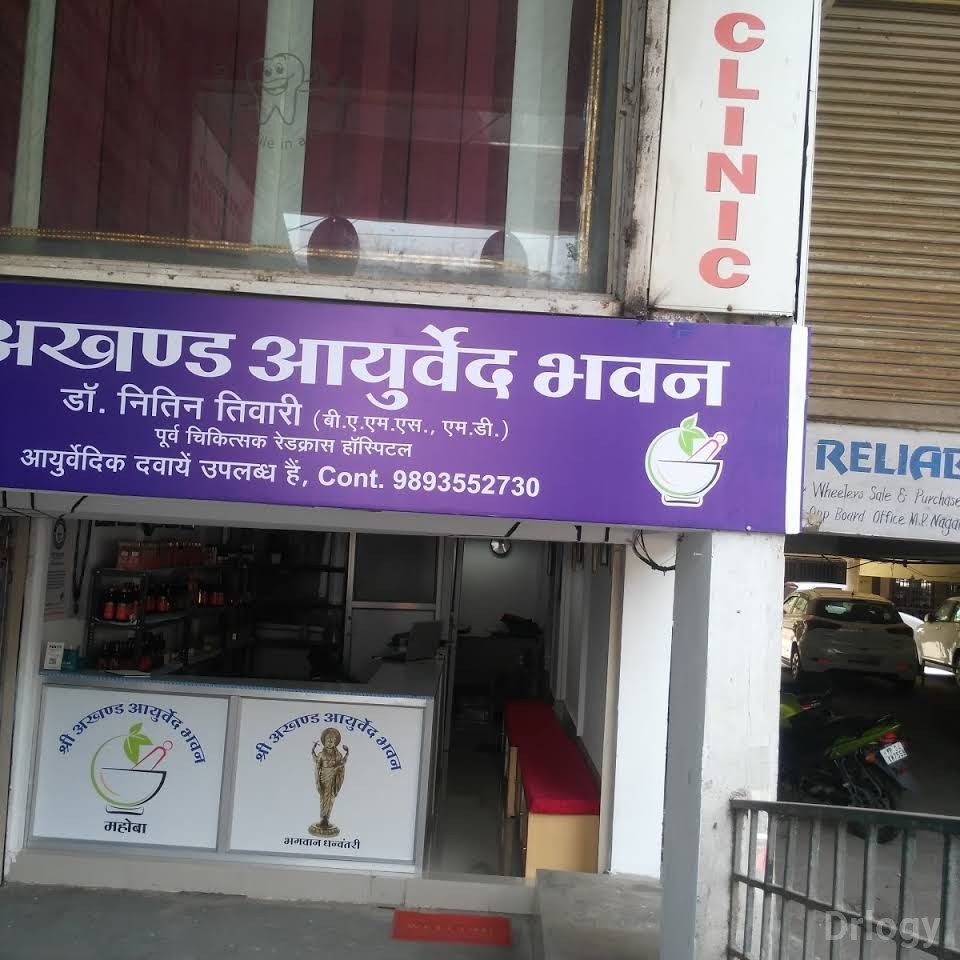 CLINIC
अखण्ड आयुर्वेद भवन
डॉ. नितिन तिवारी (बी.ए.एम.एस., एम.डी.)
पूर्व चिकित्सक रेडक्रास हॉस्पिटल
आयुर्वेदिक दवायें उपलब्ध हैं, Cont. 9893552730
Wheelers Sale & Purchase
Opp Board Office M.P. Nagar
श्री अखण्ड आयुर्वेद भवन
महोबा
श्री अखण्ड आयुर्वेद भवन
भगवान धन्वंतरी
WELCOME
Drlogy